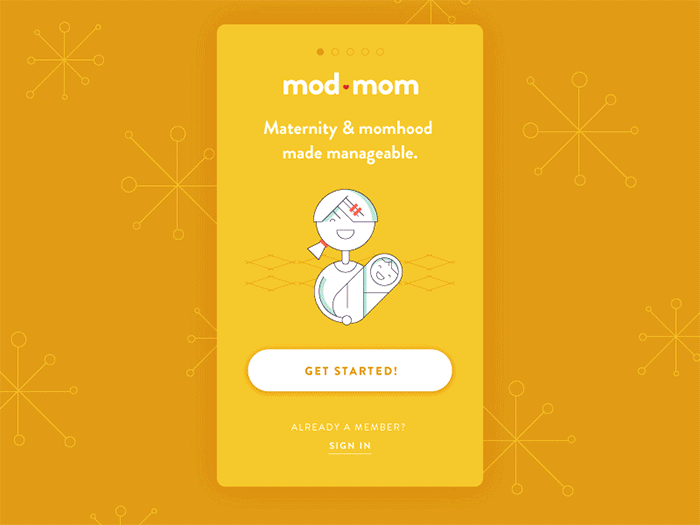 mod mom
Maternity & momhood
made manageable.
GET STARTED!
ALREADY A MEMBER?
SIGN IN